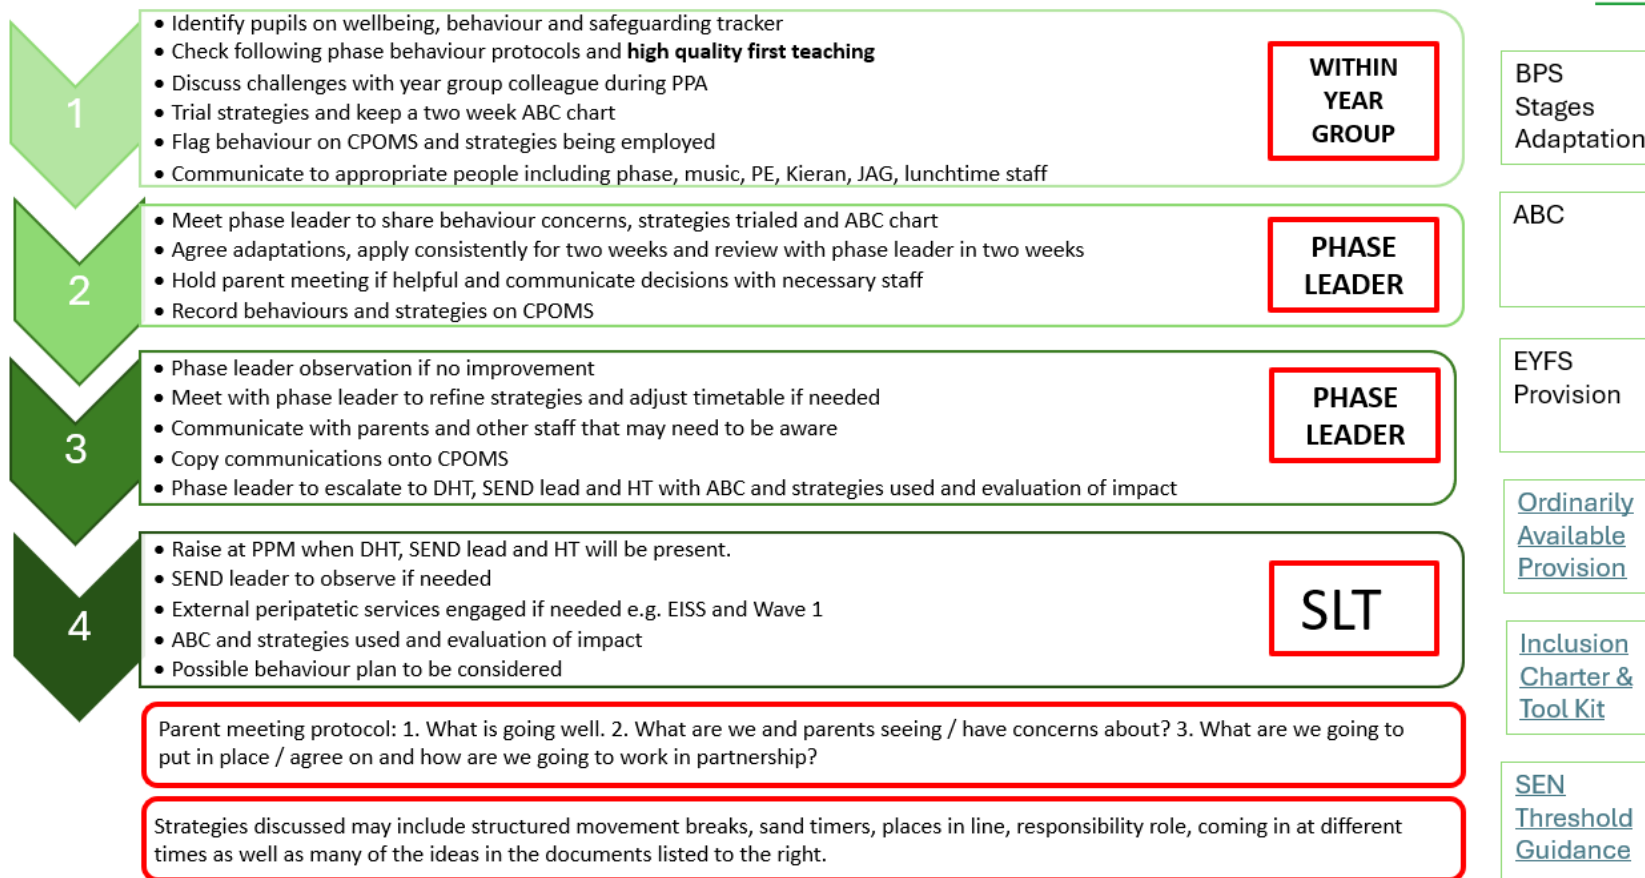 1
• Identify pupils on wellbeing, behaviour and safeguarding tracker
• Check following phase behaviour protocols and high quality first teaching
• Discuss challenges with year group colleague during PPA
• Trial strategies and keep a two week ABC chart
• Flag behaviour on CPOMS and strategies being employed
• Communicate to appropriate people including phase, music, PE, Kieran, JAG, lunchtime staff
WITHIN
YEAR
GROUP
2
• Meet phase leader to share behaviour concerns, strategies trialed and ABC chart
• Agree adaptations, apply consistently for two weeks and review with phase leader in two weeks
• Hold parent meeting if helpful and communicate decisions with necessary staff
• Record behaviours and strategies on CPOMS
PHASE
LEADER
3
• Phase leader observation if no improvement
• Meet with phase leader to refine strategies and adjust timetable if needed
• Communicate with parents and other staff that may need to be aware
• Copy communications onto CPOMS
• Phase leader to escalate to DHT, SEND lead and HT with ABC and strategies used and evaluation of impact
PHASE
LEADER
4
• Raise at PPM when DHT, SEND lead and HT will be present.
• SEND leader to observe if needed
• External peripatetic services engaged if needed e.g. EISS and Wave 1
• ABC and strategies used and evaluation of impact
• Possible behaviour plan to be considered
SLT
Parent meeting protocol: 1. What is going well. 2. What are we and parents seeing / have concerns about? 3. What are we going to
put in place / agree on and how are we going to work in partnership?
Strategies discussed may include structured movement breaks, sand timers, places in line, responsibility role, coming in at different
times as well as many of the ideas in the documents listed to the right.
BPS
Stages
Adaptation
ABC
EYFS
Provision
Ordinarily
Available
Provision
Inclusion
Charter &
Tool Kit
SEN
Threshold
Guidance